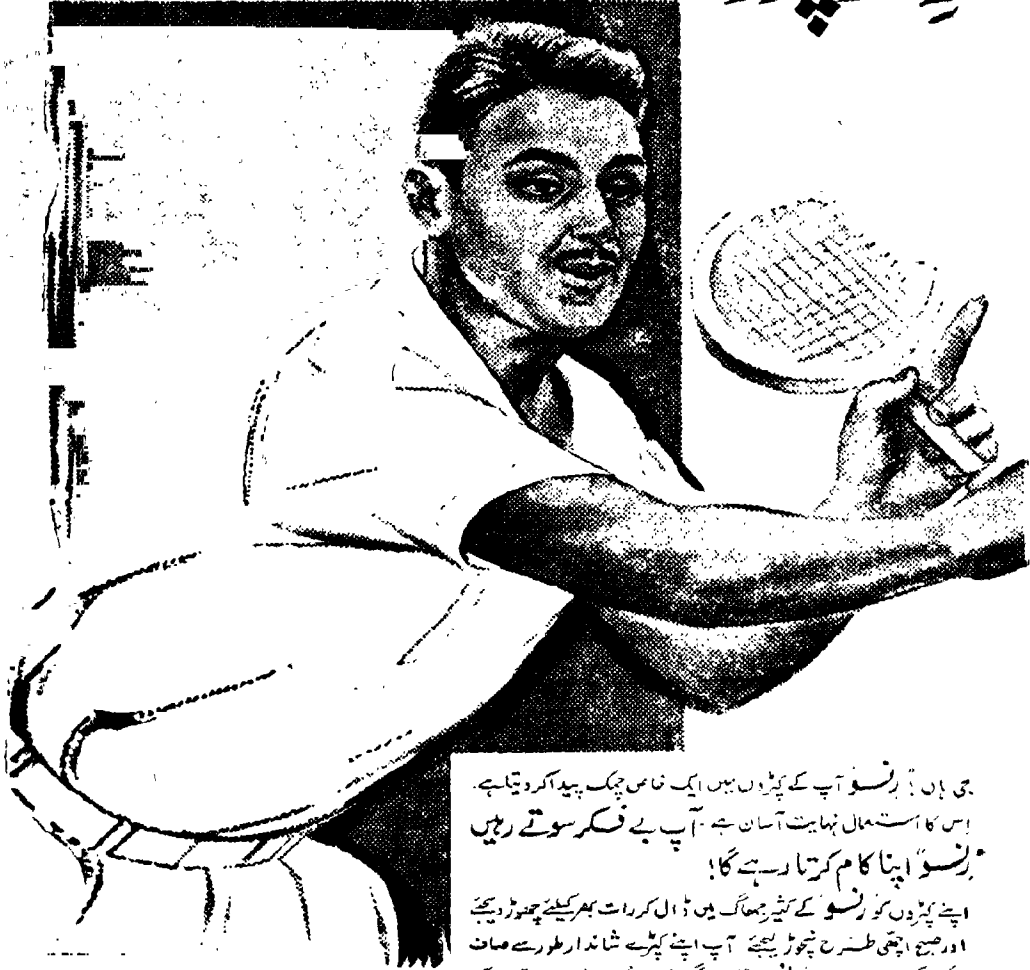 جی ہاں! "رنسو" آپ کے کپڑوں میں ایک خاص چمک پیدا کر دیتا ہے.
اِس کا استعمال نہایت آسان ہے - آپ بے فکر سوتے رہیں
"رنسو" اپنا کام کرتا رہے گا!
اپنے کپڑوں کو رنسو کے کثیر جھاگ میں ڈال کر رات بھر کیلئے چھوڑ دیجئے
اور صبح اچھی طرح نچوڑ لیجئے آپ اپنے کپڑے شاندار طور سے صاف